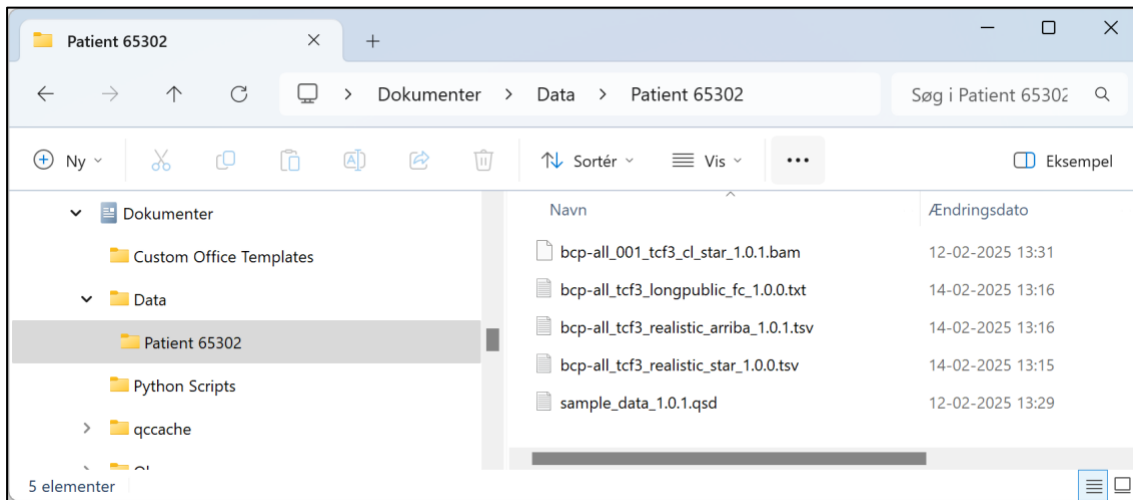 Patient 65302
Dokumenter > Data > Patient 65302
Søg i Patient 65302
Ny
Sortér
Vis
Eksempel
Dokumenter
Custom Office Templates
Data
Patient 65302
Python Scripts
qccache
Navn Ændringsdato
bcp-all_001_tcf3_cl_star_1.0.1.bam 12-02-2025 13:31
bcp-all_tcf3_longpublic_fc_1.0.0.txt 14-02-2025 13:16
bcp-all_tcf3_realistic_arriba_1.0.1.tsv 14-02-2025 13:16
bcp-all_tcf3_realistic_star_1.0.0.tsv 14-02-2025 13:15
sample_data_1.0.1.qsd 12-02-2025 13:29
5 elementer